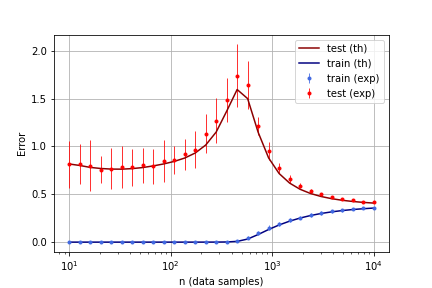 2.0
1.5
1.0
0.5
0.0
Error
test (th)
train (th)
train (exp)
test (exp)
10¹ 10² 10³ 10⁴
n (data samples)